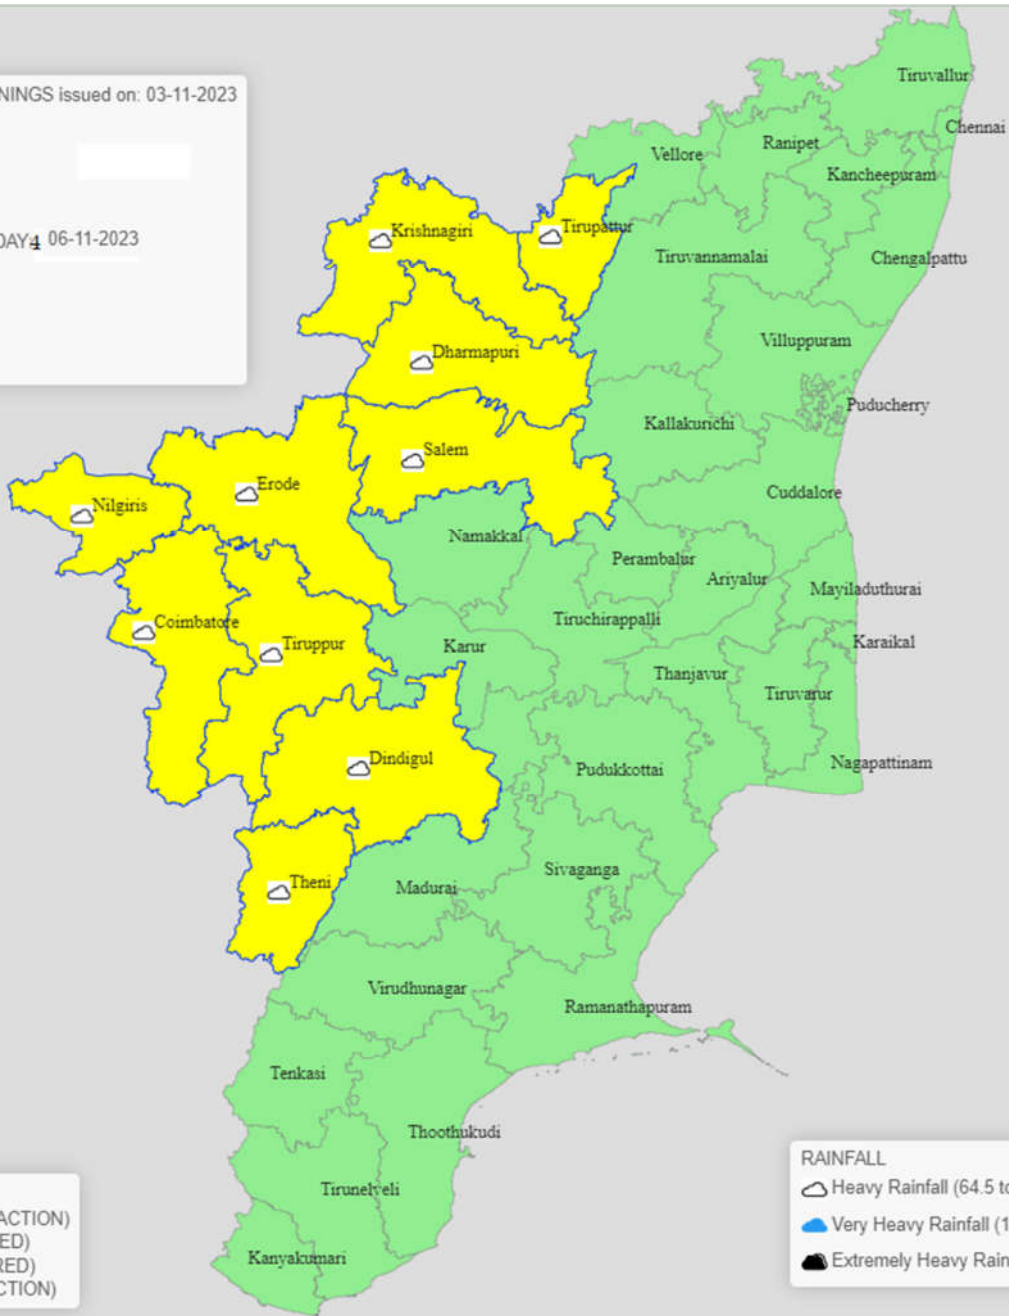 NINGS issued on: 03-11-2023
DAY4 06-11-2023
Tiruvallur
Chennai
Ranipet
Vellore
Kancheepuram
Krishnagiri
Tirupattur
Tiruvannamalai
Chengalpattu
Villuppuram
Dharmapuri
Puducherry
Kallakurichi
Salem
Erode
Cuddalore
Nilgiris
Namakkal
Perambalur
Ariyalur
Mayiladuthurai
Coimbatore
Tiruchirappalli
Tiruppur
Karur
Karaikal
Thanjavur
Tiruvarur
Dindigul
Pudukkottai
Nagapattinam
Sivaganga
Theni
Madurai
Virudhunagar
Ramanathapuram
Tenkasi
Thoothukudi
Tirunelveli
Kanyakumari
ACTION)
ED)
RED)
CTION)
RAINFALL
Heavy Rainfall (64.5 to
Very Heavy Rainfall (1
Extremely Heavy Rain